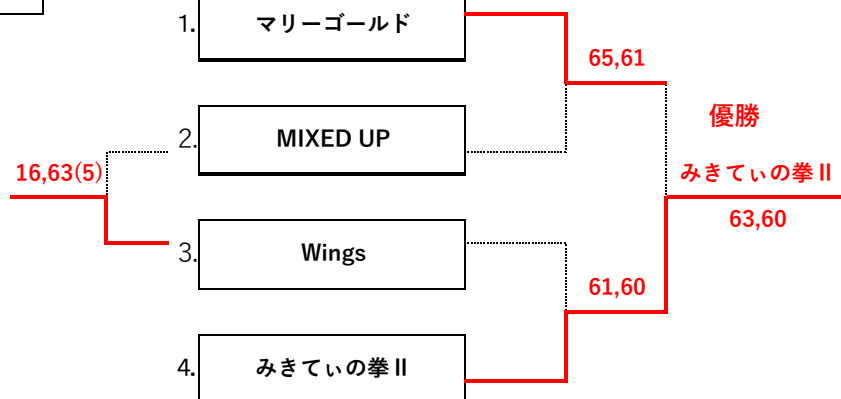 1. マリーゴールド
65,61
優勝
2. MIXED UP
16,63(5)
みきてぃの拳Ⅱ
63,60
3. Wings
61,60
4. みきてぃの拳Ⅱ